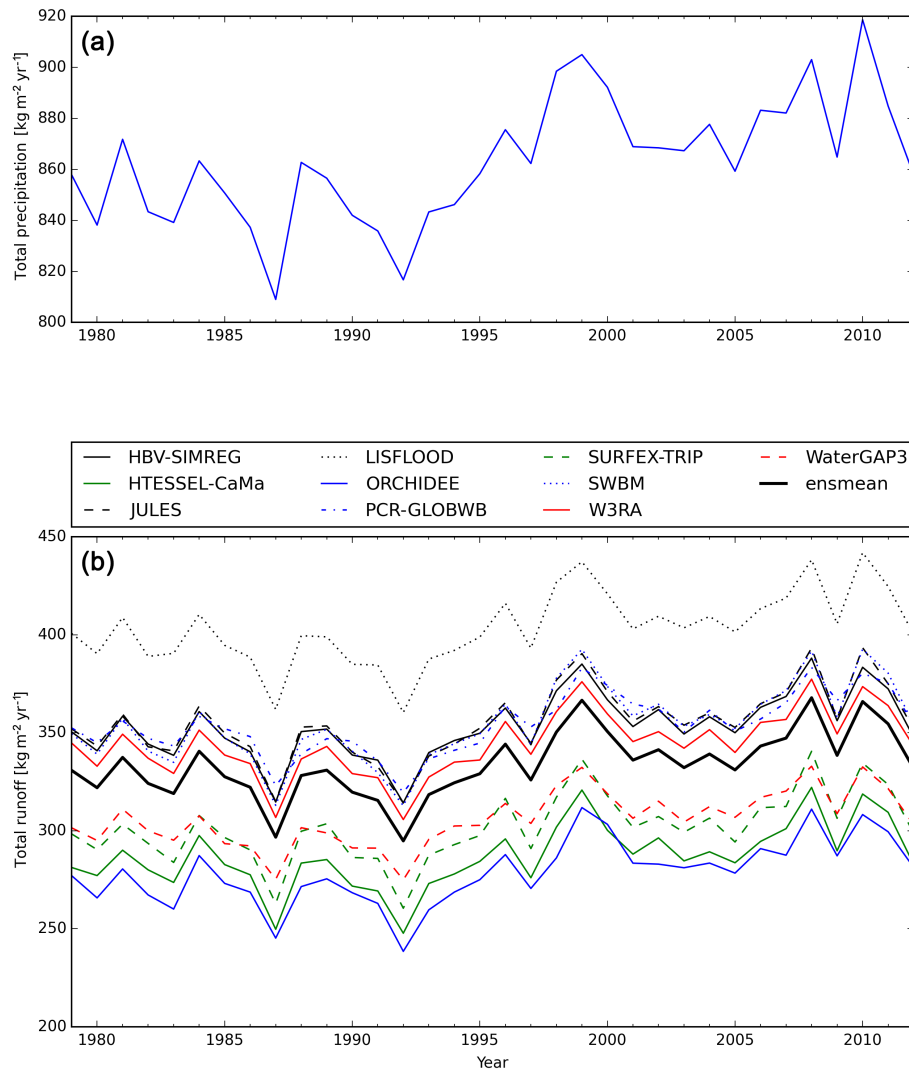 (a)
Total precipitation [kg m⁻² yr⁻¹]
920
900
880
860
840
820
800
1980 1985 1990 1995 2000 2005 2010
HBV-SIMREG LISFLOOD SURFEX-TRIP WaterGAP3
HTESSEL-CaMa ORCHIDEE SWBM ensmean
JULES PCR-GLOBWB W3RA
(b)
Total runoff [kg m⁻² yr⁻¹]
450
400
350
300
250
200
1980 1985 1990 1995 2000 2005 2010
Year